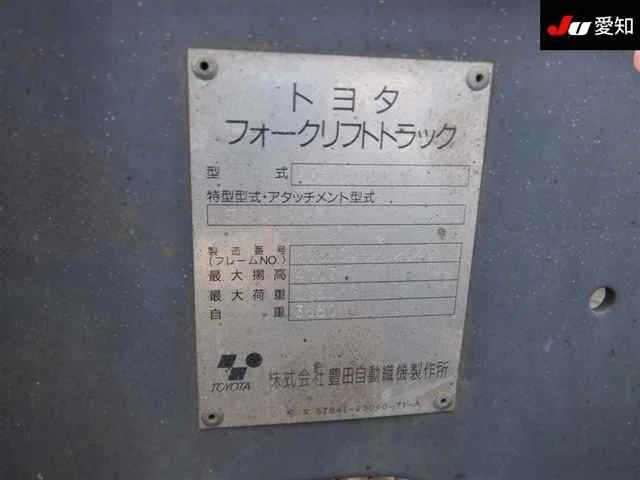 Ju 愛知
トヨタ
フォークリフトトラック
型 式
特型型式・アタッチメント型式
製造番号
(フレームNO.)
最大揚高
最大荷重
自 重
TOYOTA 株式会社豊田自動織機製作所